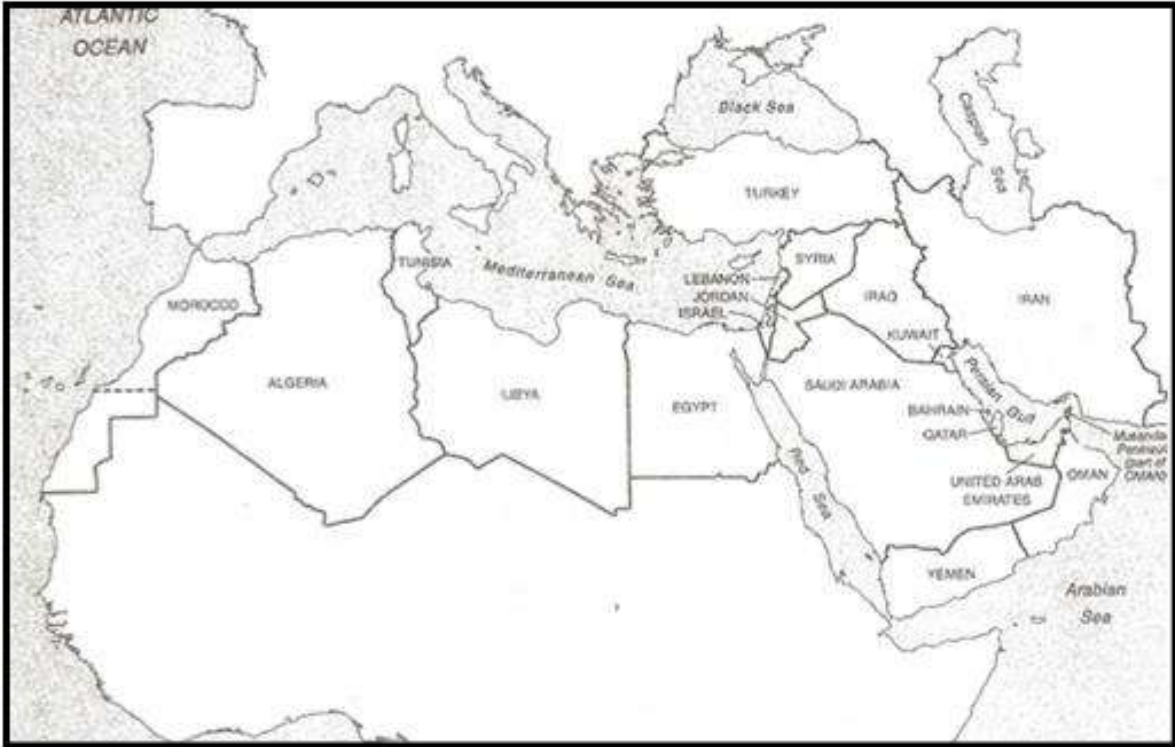 ATLANTIC
OCEAN
Black Sea
Caspian
Sea
TURKEY
TUNISIA
Mediterranean Sea
SYRIA
LEBANON
MOROCCO
JORDAN
IRAQ
IRAN
ISRAEL
KUWAIT
ALGERIA
LIBYA
EGYPT
SAUDI ARABIA
Persian Gulf
BAHRAIN
QATAR
Musandam
Peninsula
(part of
OMAN)
Red
Sea
UNITED ARAB
EMIRATES
OMAN
YEMEN
Arabian
Sea